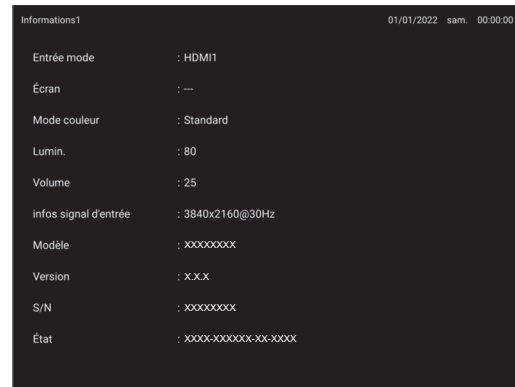 Informations1 01/01/2022 sam. 00:00:00
Entrée mode : HDMI1
Écran : ---
Mode couleur : Standard
Lumin. : 80
Volume : 25
infos signal d'entrée : 3840x2160@30Hz
Modèle : XXXXXXXX
Version : X.X.X
S/N : XXXXXXXX
État : XXXX-XXXXXX-XX-XXXX